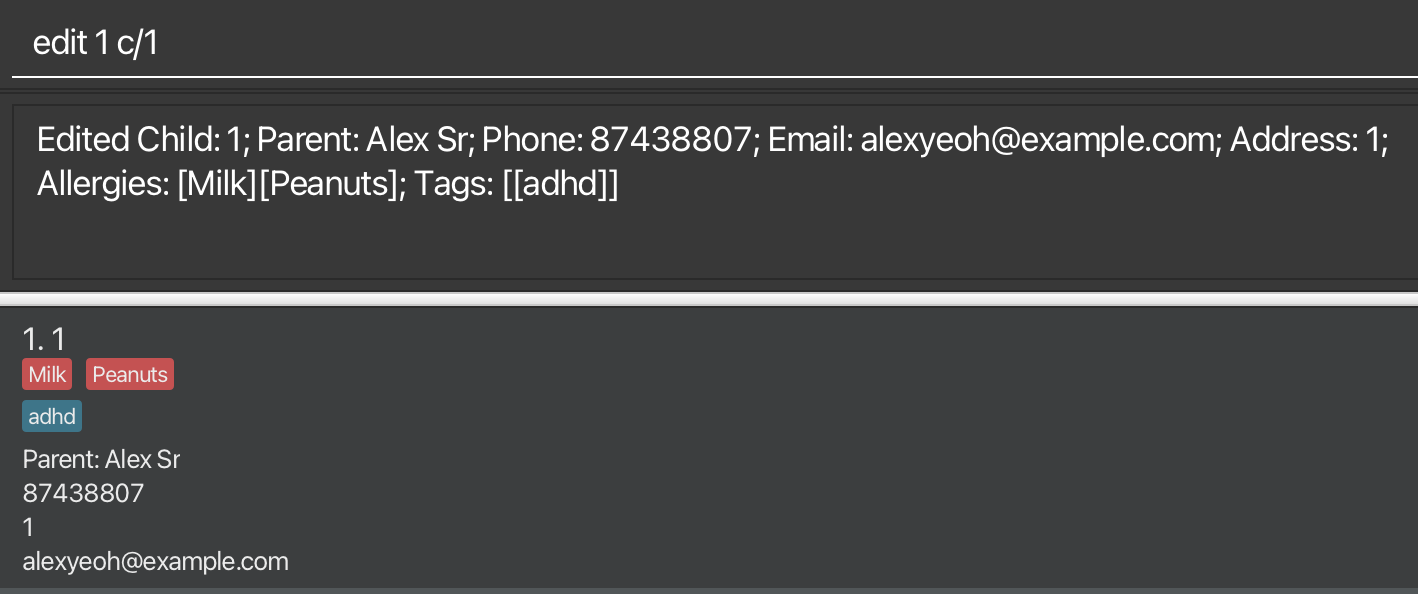 edit 1 c/1
Edited Child: 1; Parent: Alex Sr; Phone: 87438807; Email: alexyeoh@example.com; Address: 1;
Allergies: [Milk][Peanuts]; Tags: [[adhd]]
1. 1
Milk Peanuts
adhd
Parent: Alex Sr
87438807
1
alexyeoh@example.com